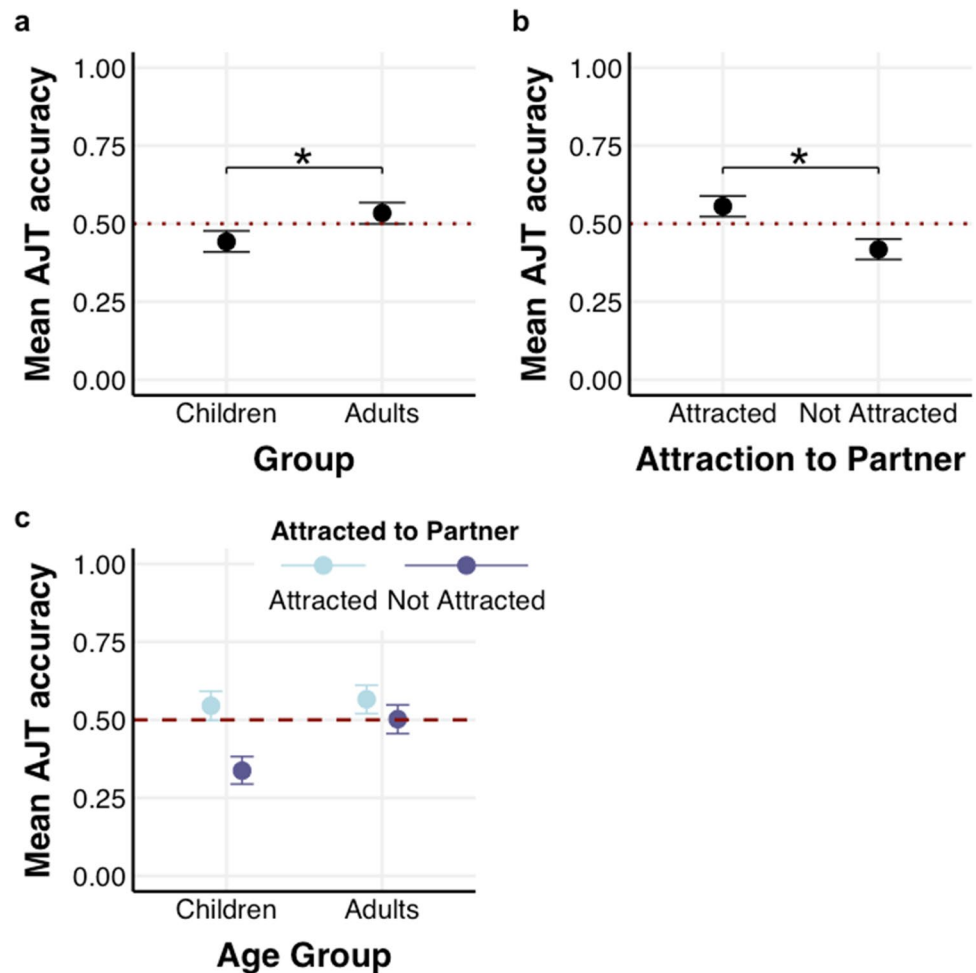 a
Mean AJT accuracy
1.00
0.75
0.50
0.25
0.00
*
Children Adults
Group
b
Mean AJT accuracy
1.00
0.75
0.50
0.25
0.00
*
Attracted Not Attracted
Attraction to Partner
c
Attracted to Partner
Attracted Not Attracted
Mean AJT accuracy
1.00
0.75
0.50
0.25
0.00
Children Adults
Age Group